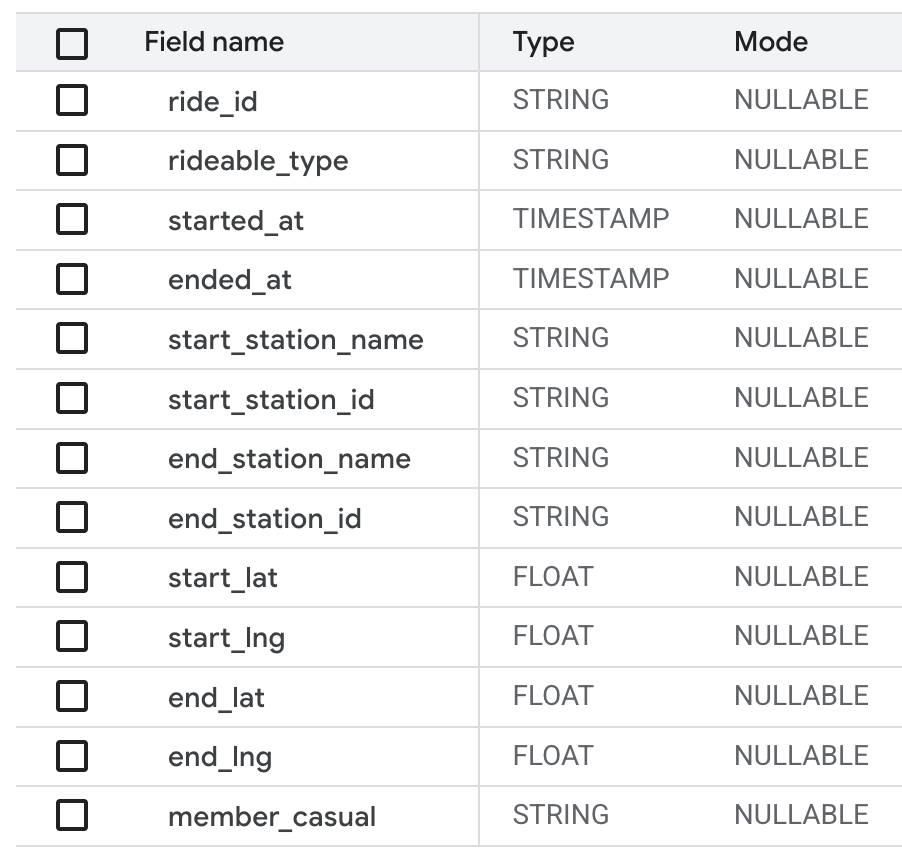 Field name Type Mode
ride_id STRING NULLABLE
rideable_type STRING NULLABLE
started_at TIMESTAMP NULLABLE
ended_at TIMESTAMP NULLABLE
start_station_name STRING NULLABLE
start_station_id STRING NULLABLE
end_station_name STRING NULLABLE
end_station_id STRING NULLABLE
start_lat FLOAT NULLABLE
start_lng FLOAT NULLABLE
end_lat FLOAT NULLABLE
end_lng FLOAT NULLABLE
member_casual STRING NULLABLE